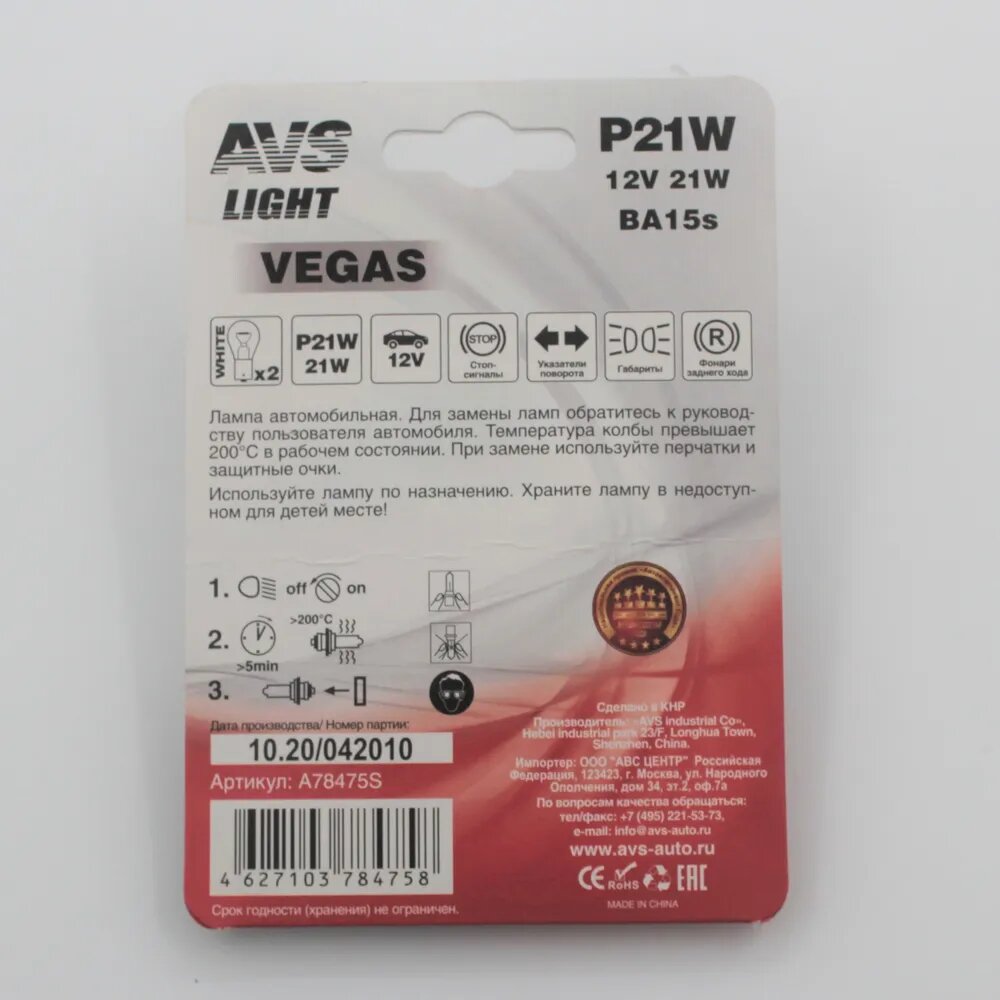 AVS
LIGHT
VEGAS
P21W
12V 21W
BA15s
WHITE
x2
P21W
21W
12V
STOP
Стоп-
сигналы
Указатели
поворота
Габариты
R
Фонари
заднего хода
Лампа автомобильная. Для замены ламп обратитесь к руковод-
ству пользователя автомобиля. Температура колбы превышает
200°С в рабочем состоянии. При замене используйте перчатки и
защитные очки.
Используйте лампу по назначению. Храните лампу в недоступ-
ном для детей месте!
1. off on
2. >5min >200°C
3.
Дата производства/ Номер партии:
10.20/042010
Артикул: A78475S
4 627103 784758
Срок годности (хранения) не ограничен.
Сделано в КНР
Производитель: «AVS industrial Co»,
Hebei industrial park 23/F, Longhua Town,
Shenzhen, China.
Импортер: ООО "АВС ЦЕНТР" Российская
Федерация, 123423, г. Москва, ул. Народного
Ополчения, дом 34, эт.2, оф.7а
По вопросам качества обращаться:
тел/факс: +7 (495) 221-53-73,
e-mail: info@avs-auto.ru
www.avs-auto.ru
CE RoHS EAC
MADE IN CHINA